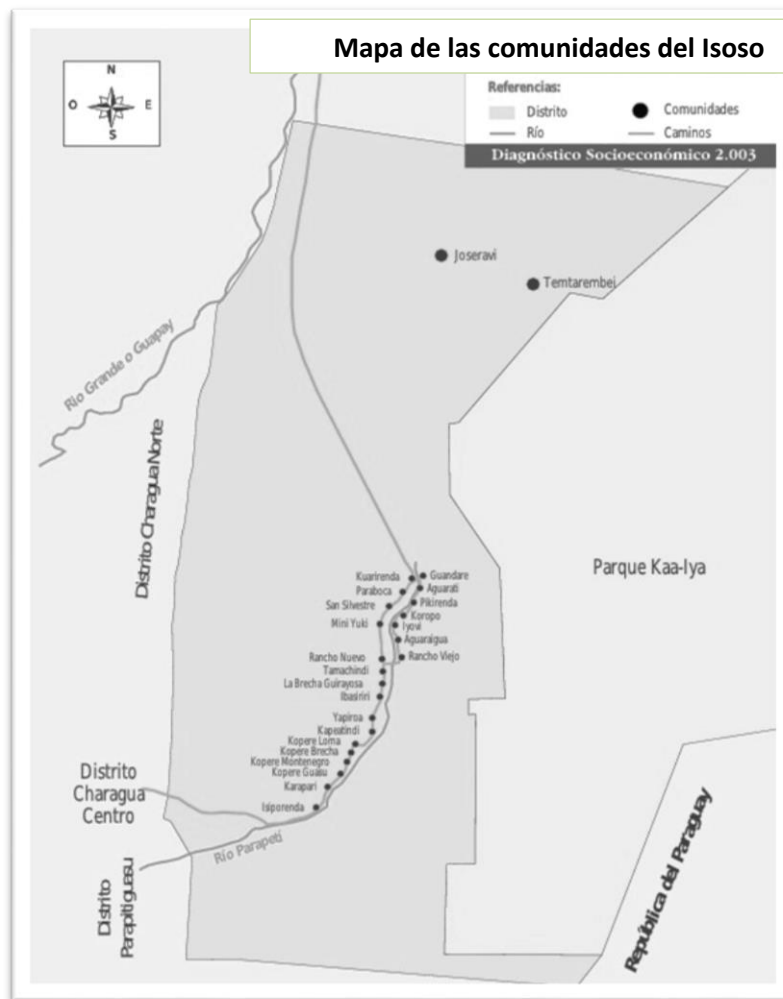 Mapa de las comunidades del Isoso
N
O E
S
Referencias:
Distrito
Comunidades
Río
Caminos
Diagnóstico Socioeconómico 2.003
Joseravi
Temtarembei
Río Grande o Guapay
Distrito Charagua Norte
Parque Kaa-Iya
Kuarirenda
Guandare
Paraboca
Aguarati
San Silvestre
Pikirenda
Koropo
Mini Yuki
Iyovi
Aguaraigua
Rancho Nuevo
Rancho Viejo
Tamachindi
La Brecha Guirayosa
Ibasiriri
Yapiroa
Kapeatindi
Kopere Loma
Kopere Brecha
Kopere Montenegro
Kopere Guasu
Karapari
Isiporenda
Distrito
Charagua
Centro
Río Parapetí
Distrito
Parapitiguasu
República del Paraguay